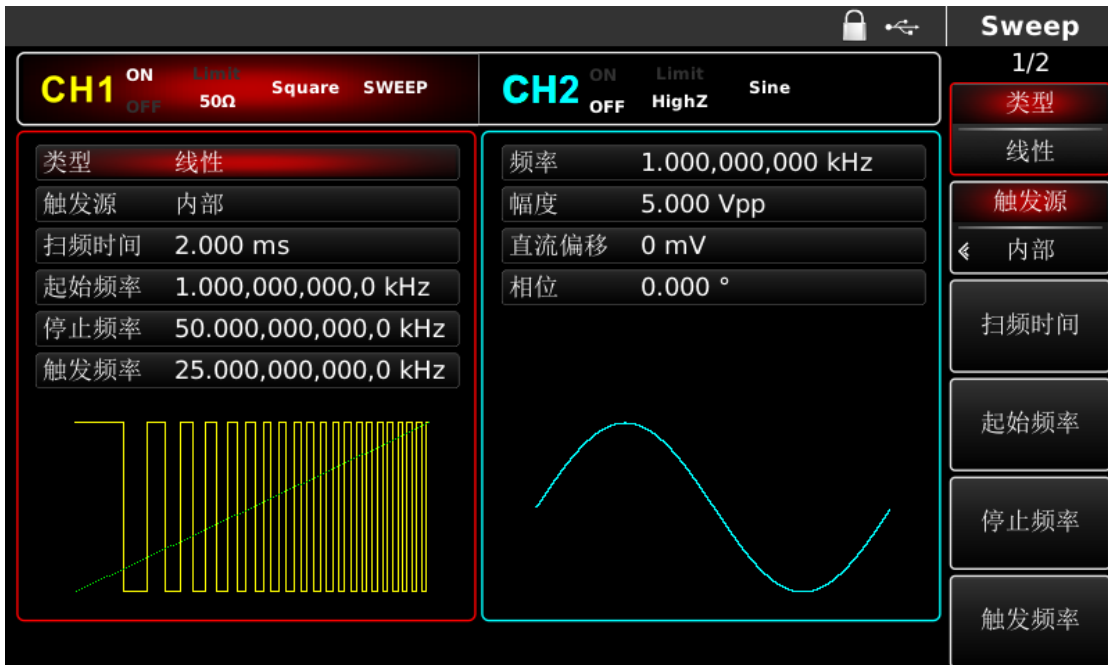 Sweep
1/2
CH1 ON OFF Limit 50Ω Square SWEEP
CH2 ON OFF Limit HighZ Sine
类型 线性
触发源 内部
扫频时间 2.000 ms
起始频率 1.000,000,000,0 kHz
停止频率 50.000,000,000,0 kHz
触发频率 25.000,000,000,0 kHz
频率 1.000,000,000 kHz
幅度 5.000 Vpp
直流偏移 0 mV
相位 0.000 °
类型
线性
触发源
内部
扫频时间
起始频率
停止频率
触发频率